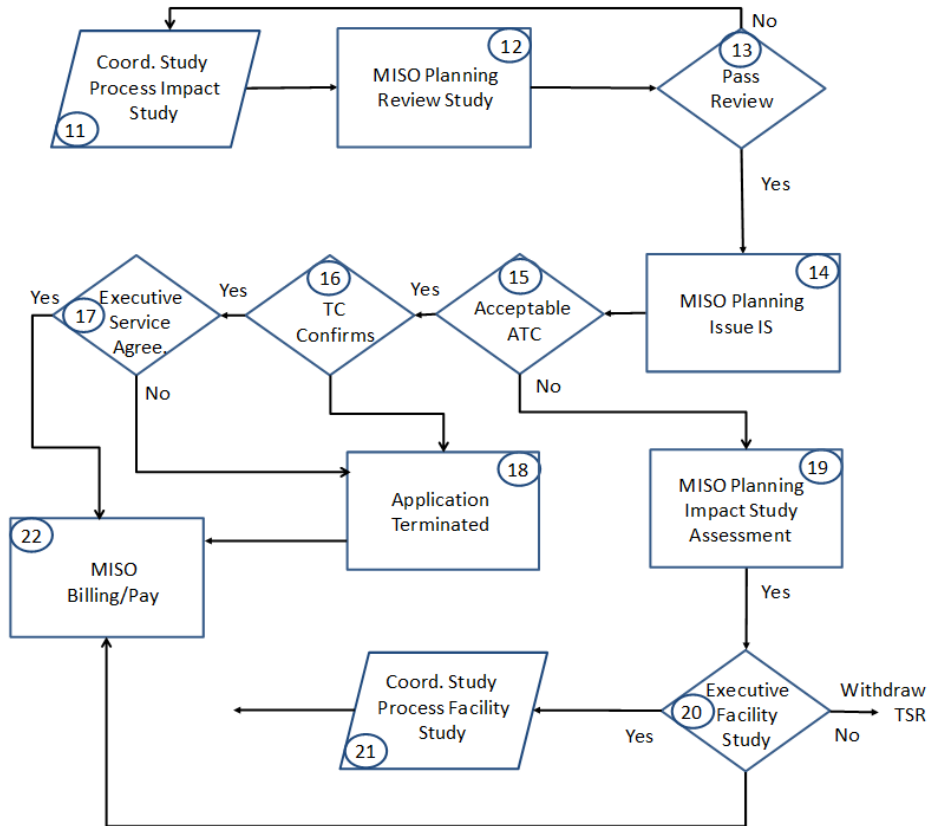 No
Coord. Study
Process Impact
Study
11
12
MISO Planning
Review Study
13
Pass
Review
Yes
14
MISO Planning
Issue IS
15
Acceptable
ATC
Yes
No
16
TC
Confirms
Yes
17
Executive
Service
Agree.
Yes
No
18
Application
Terminated
19
MISO Planning
Impact Study
Assessment
Yes
22
MISO
Billing/Pay
20
Executive
Facility
Study
Yes
No
Withdraw
TSR
Coord. Study
Process Facility
Study
21